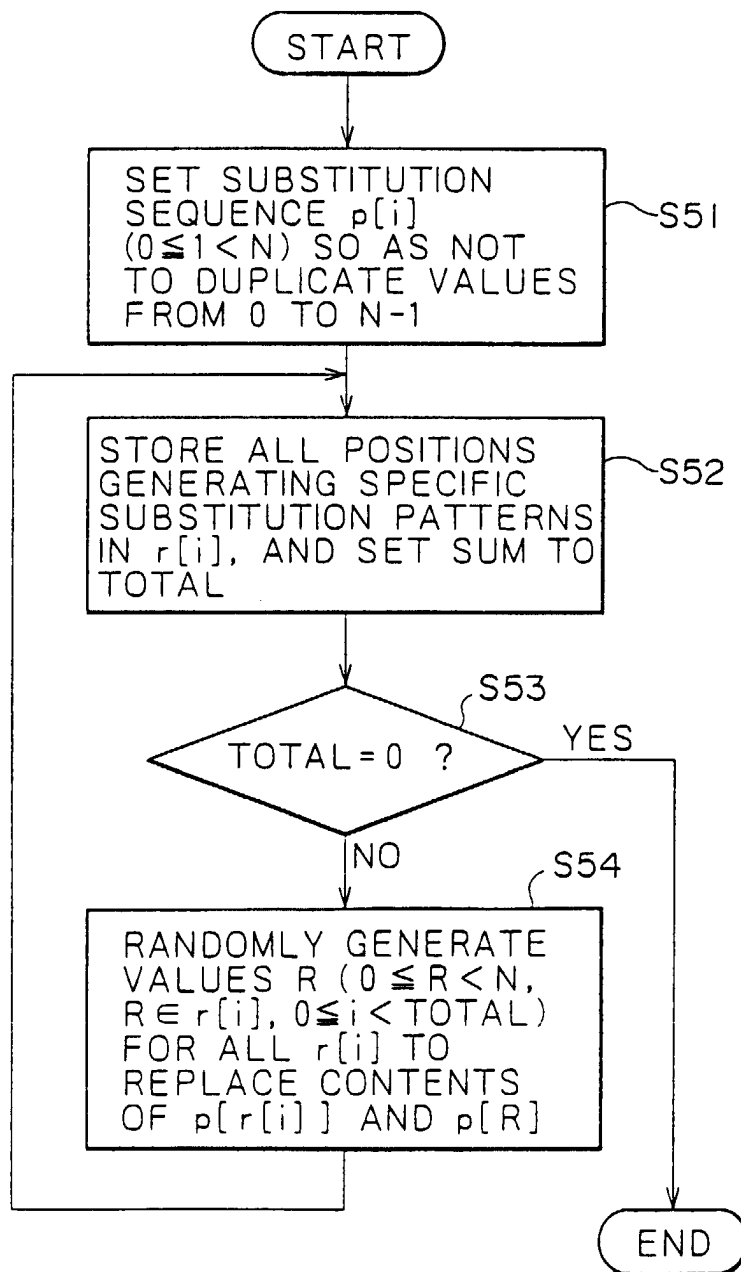 START
SET SUBSTITUTION
SEQUENCE p[i]
(0≦1<N) SO AS NOT
TO DUPLICATE VALUES
FROM 0 TO N-1
S51
STORE ALL POSITIONS
GENERATING SPECIFIC
SUBSTITUTION PATTERNS
IN r[i], AND SET SUM TO
TOTAL
S52
S53
TOTAL=0 ?
YES
NO
S54
RANDOMLY GENERATE
VALUES R (0≦R<N,
R∈r[i], 0≦i<TOTAL)
FOR ALL r[i] TO
REPLACE CONTENTS
OF p[r[i]] AND p[R]
END